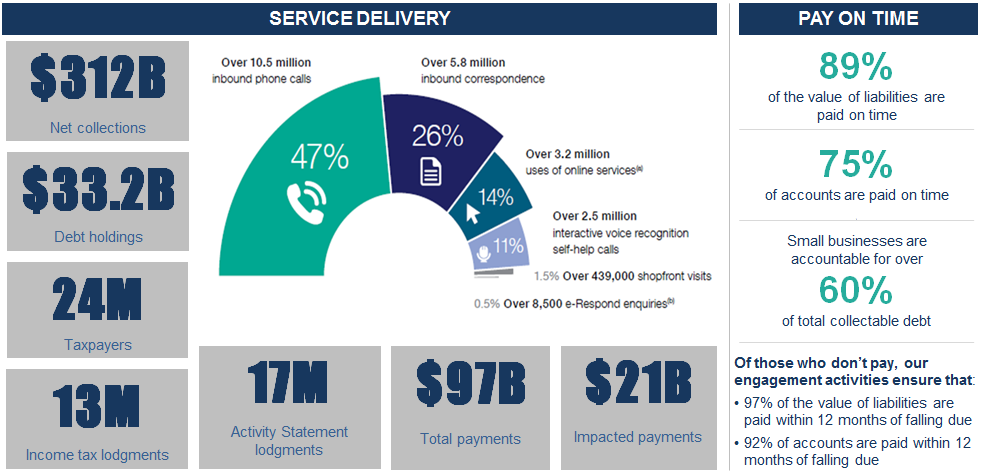 SERVICE DELIVERY
$312B
Net collections
$33.2B
Debt holdings
24M
Taxpayers
13M
Income tax lodgments
Over 10.5 million
inbound phone calls
47%
Over 5.8 million
inbound correspondence
26%
Over 3.2 million
uses of online services(a)
14%
Over 2.5 million
interactive voice recognition
self-help calls
11%
1.5% Over 439,000 shopfront visits
0.5% Over 8,500 e-Respond enquiries(b)
17M
Activity Statement
lodgments
$97B
Total payments
$21B
Impacted payments
PAY ON TIME
89%
of the value of liabilities are
paid on time
75%
of accounts are paid on time
Small businesses are
accountable for over
60%
of total collectable debt
Of those who don’t pay, our
engagement activities ensure that:
• 97% of the value of liabilities are
paid within 12 months of falling due
• 92% of accounts are paid within 12
months of falling due